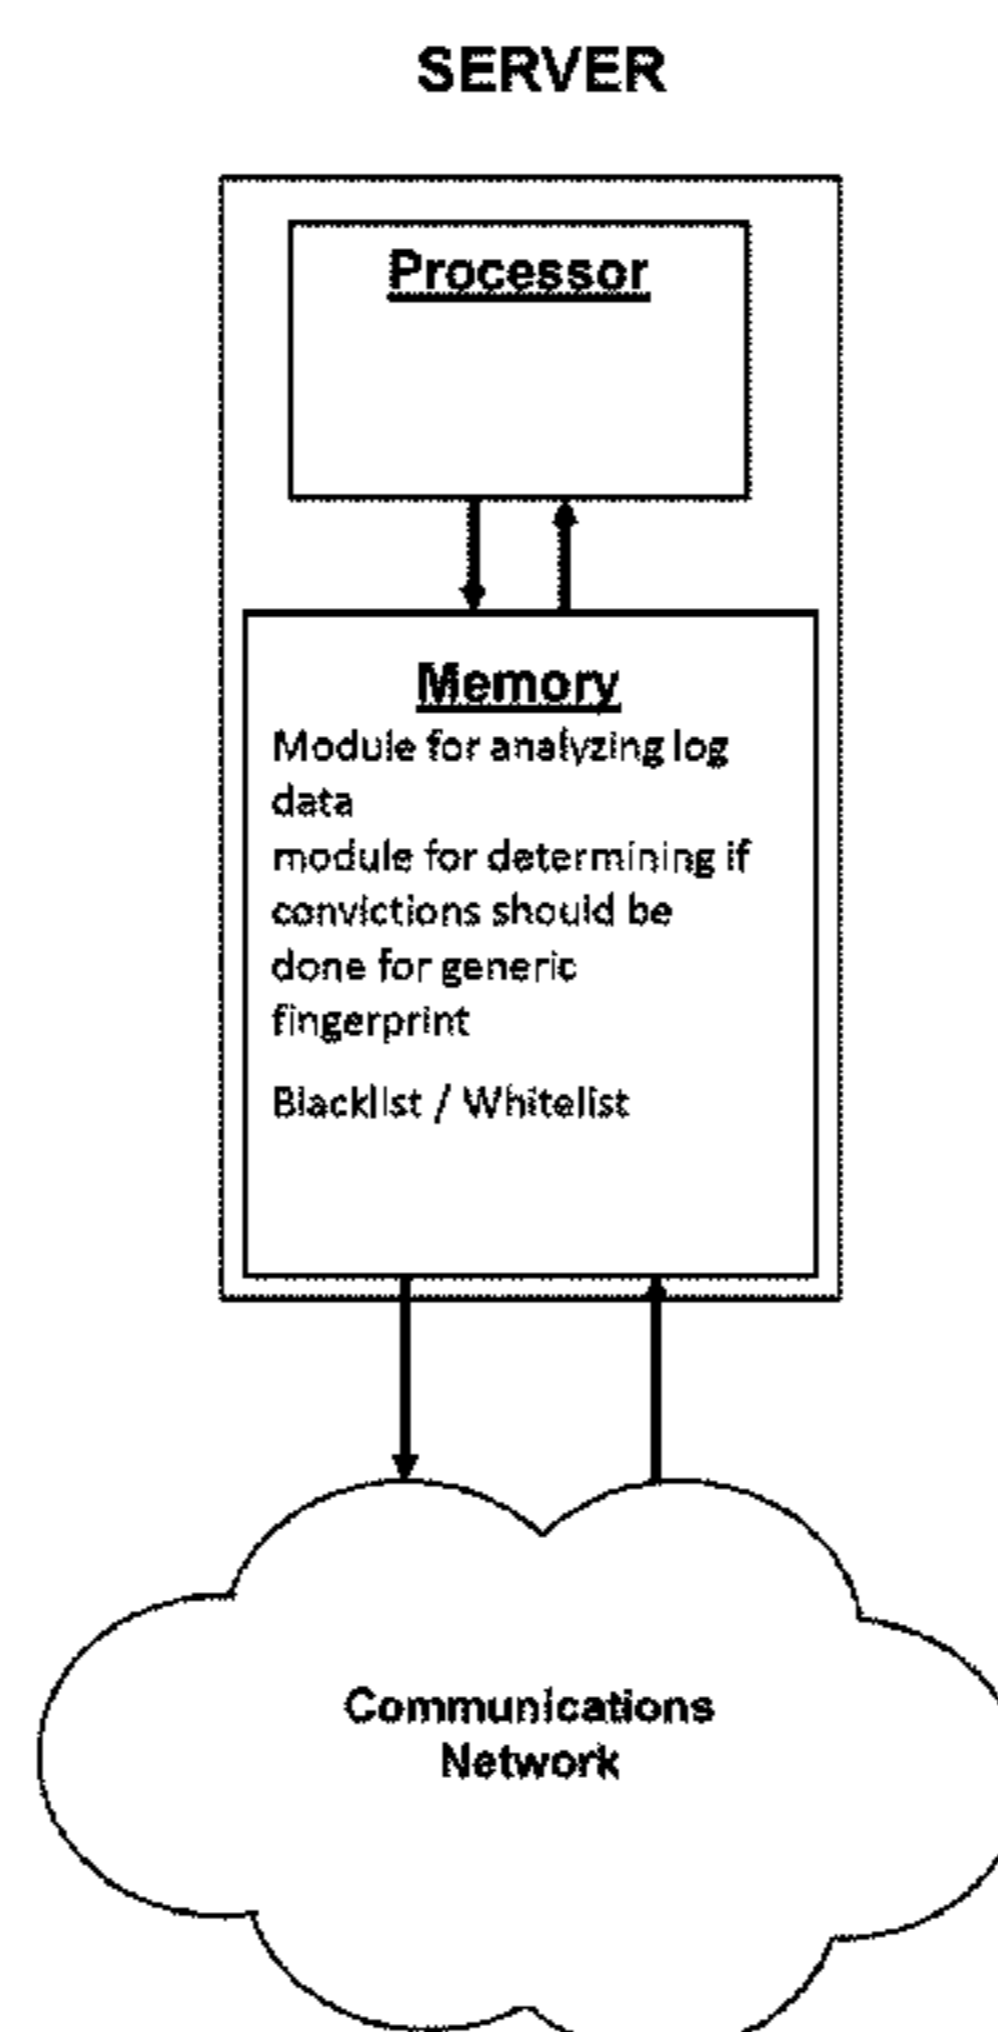 SERVER
Processor
Memory
Module for analyzing log
data
module for determining if
convictions should be
done for generic
fingerprint
Blacklist / Whitelist
Communications
Network